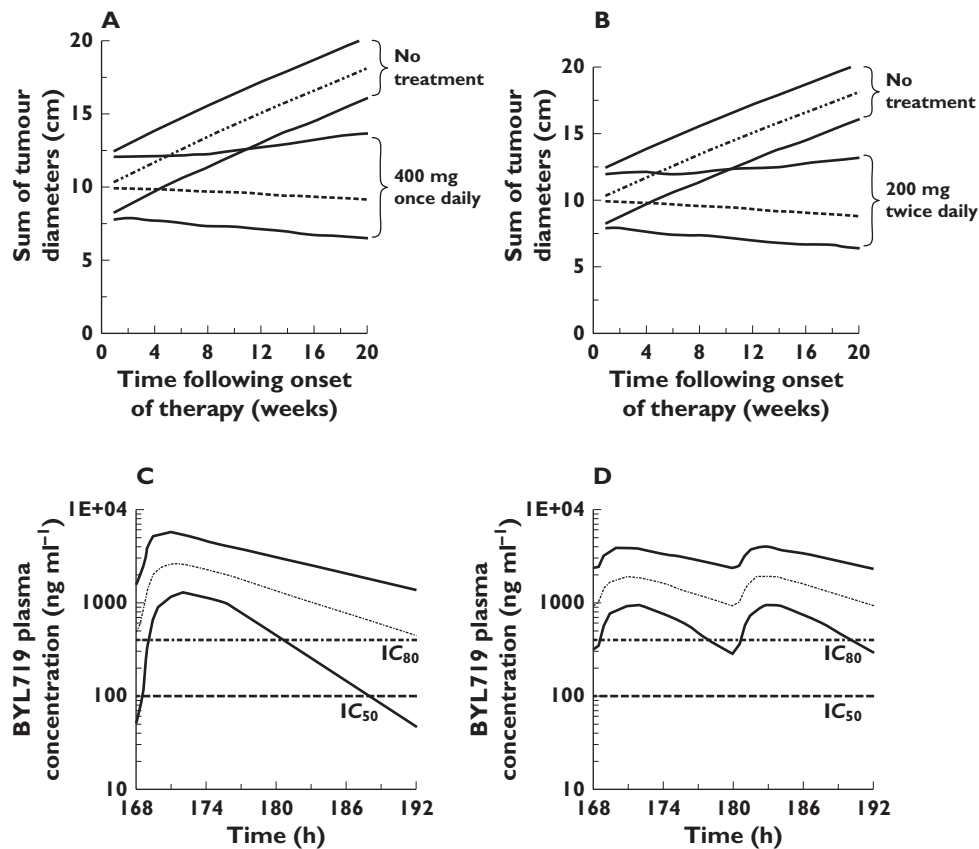 A
Sum of tumour
diameters (cm)
20
15
10
5
0
0 4 8 12 16 20
Time following onset
of therapy (weeks)
No
treatment
400 mg
once daily
B
Sum of tumour
diameters (cm)
20
15
10
5
0
0 4 8 12 16 20
Time following onset
of therapy (weeks)
No
treatment
200 mg
twice daily
C
BYL719 plasma
concentration (ng ml⁻¹)
1E+04
1000
100
10
168 174 180 186 192
Time (h)
IC₈₀
IC₅₀
D
BYL719 plasma
concentration (ng ml⁻¹)
1E+04
1000
100
10
168 174 180 186 192
Time (h)
IC₈₀
IC₅₀